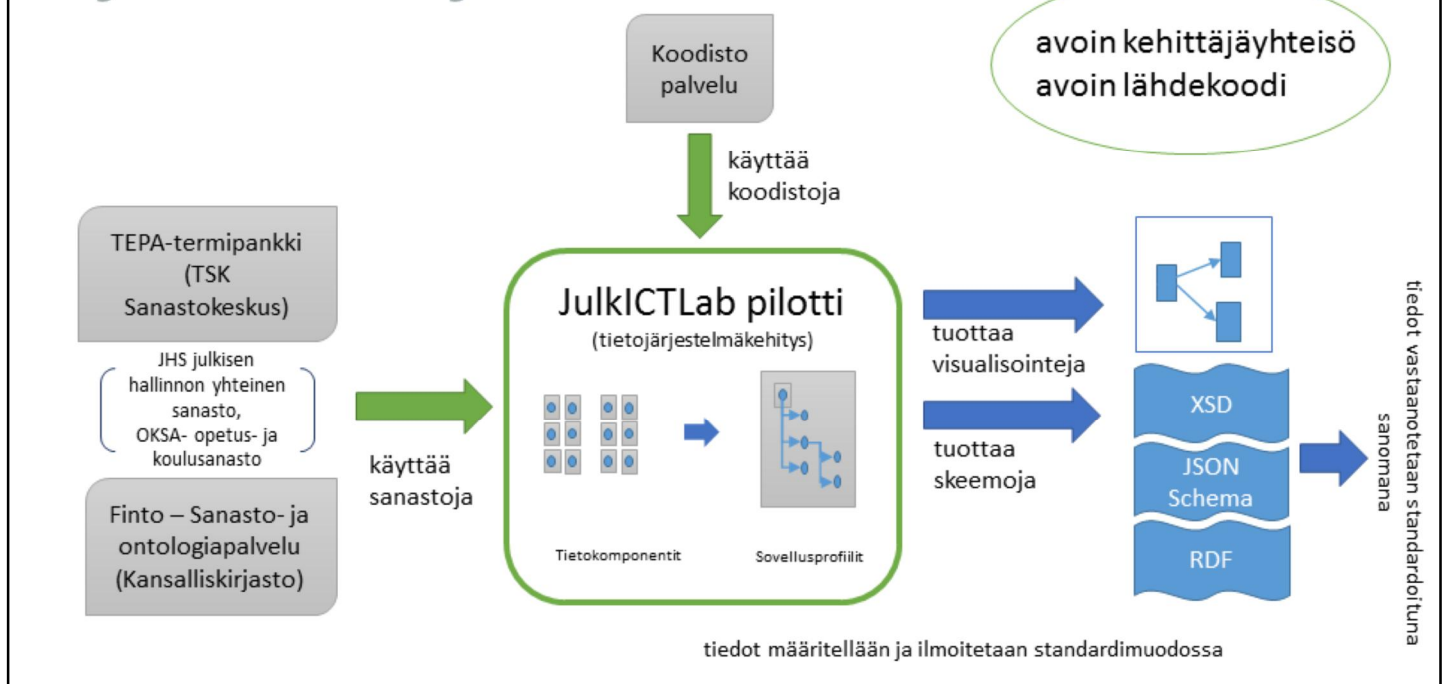 Koodisto
palvelu
avoin kehittäjäyhteisö
avoin lähdekoodi
käyttää
koodistoja
TEPA-termipankki
(TSK
Sanastokeskus)
JHS julkisen
hallinnon yhteinen
sanasto,
OKSA- opetus- ja
koulusanasto
Finto – Sanasto- ja
ontologiapalvelu
(Kansalliskirjasto)
käyttää
sanastoja
JulkICTLab pilotti
(tietojärjestelmäkehitys)
Tietokomponentit
Sovellusprofiilit
tuottaa
visualisointeja
tuottaa
skeemoja
XSD
JSON
Schema
RDF
tiedot vastaanotetaan standardoituna
sanomana
tiedot määritellään ja ilmoitetaan standardimuodossa